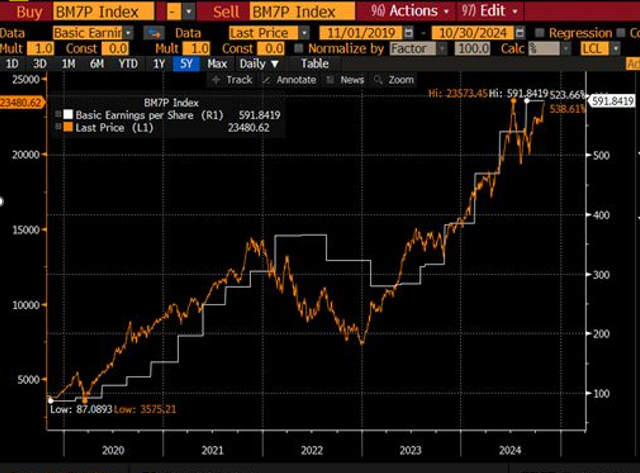 Buy BM7P Index - Sell BM7P Index 96) Actions 97) Edit
Data Basic Earnin Data Last Price 11/01/2019 - 10/30/2024 Regression Co
Mult 1.0 Const 0.0 Mult 1.0 Const 0.0 Normalize by Factor 100.0 Calc % LCL
1D 3D 1M 6M YTD 1Y 5Y Max Daily ▼ Table
Track Annotate News Zoom
25000
Hi: 23573.45 Hi: 591.8419 523.66%
23480.62
591.8419
538.61%
BM7P Index
Basic Earnings per Share (R1) 591.8419
Last Price (L1) 23480.62
20000
500
15000
400
300
10000
200
5000
100
Low: 87.0893 Low: 3575.21
2020 2021 2022 2023 2024